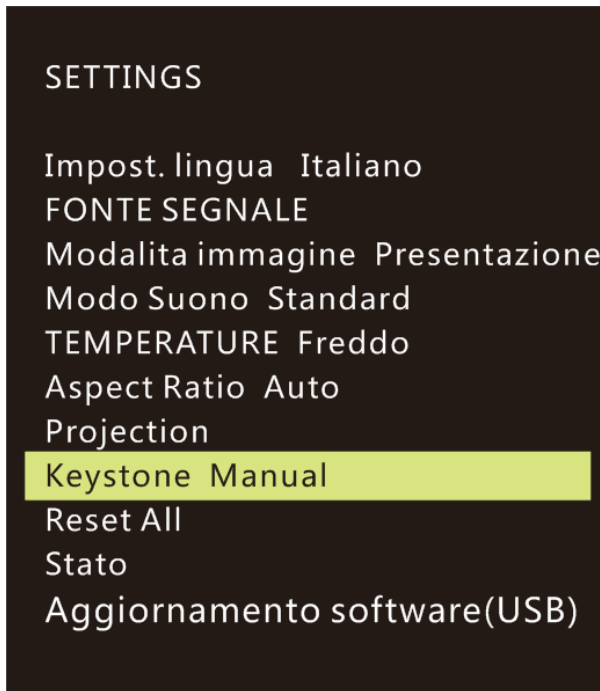 SETTINGS
Impost. lingua Italiano
FONTE SEGNALE
Modalita immagine Presentazione
Modo Suono Standard
TEMPERATURE Freddo
Aspect Ratio Auto
Projection
Keystone Manual
Reset All
Stato
Aggiornamento software(USB)